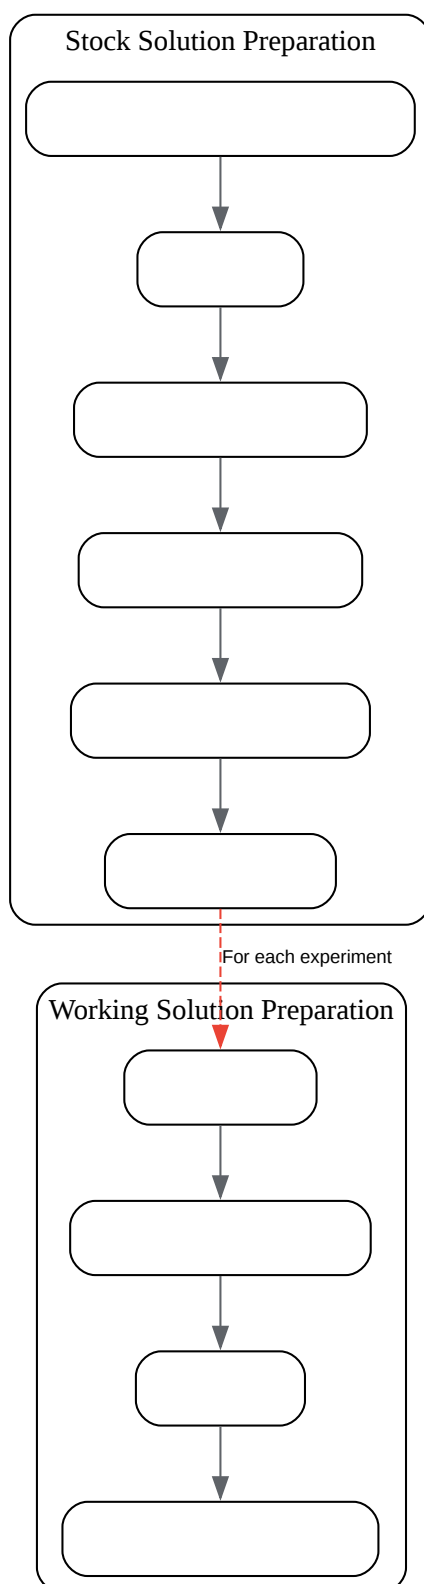 Stock Solution Preparation
For each experiment
Working Solution Preparation